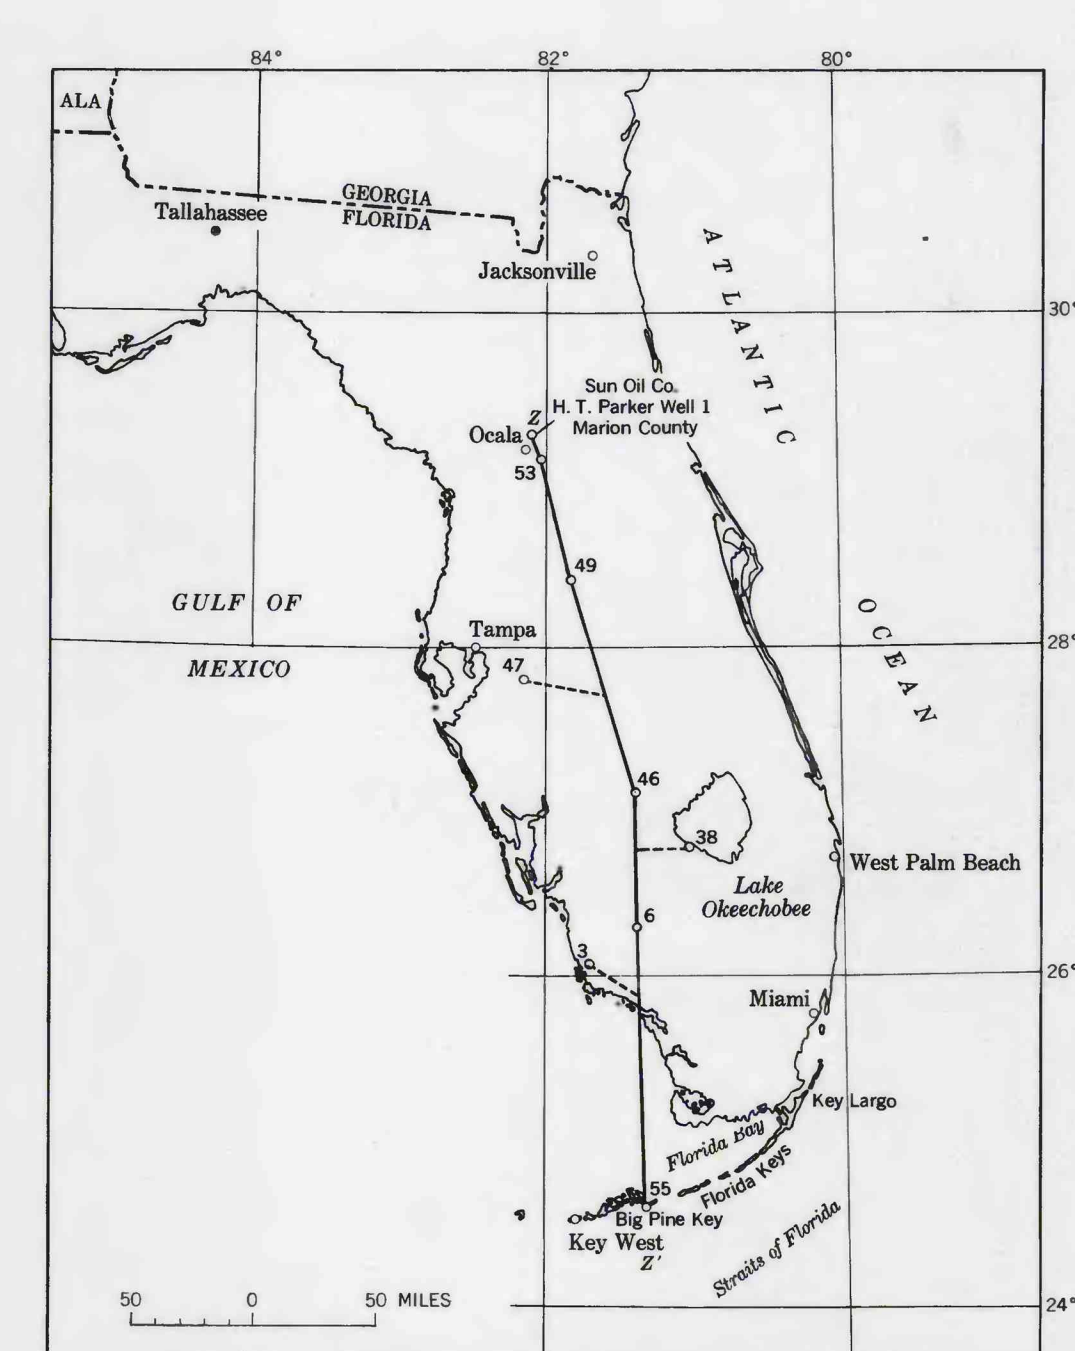 84° 82° 80°
ALA
GEORGIA
FLORIDA
Tallahassee
Jacksonville
ATLANTIC
30°
Sun Oil Co.
H. T. Parker Well 1
Marion County
Z
Ocala
53
49
GULF OF
OCEAN
Tampa
28°
47
MEXICO
46
38
West Palm Beach
Lake
Okeechobee
6
3
26°
Miami
Key Largo
Florida Bay
Florida Keys
55
Big Pine Key
Key West
Z'
Straits of Florida
50 0 50 MILES
24°